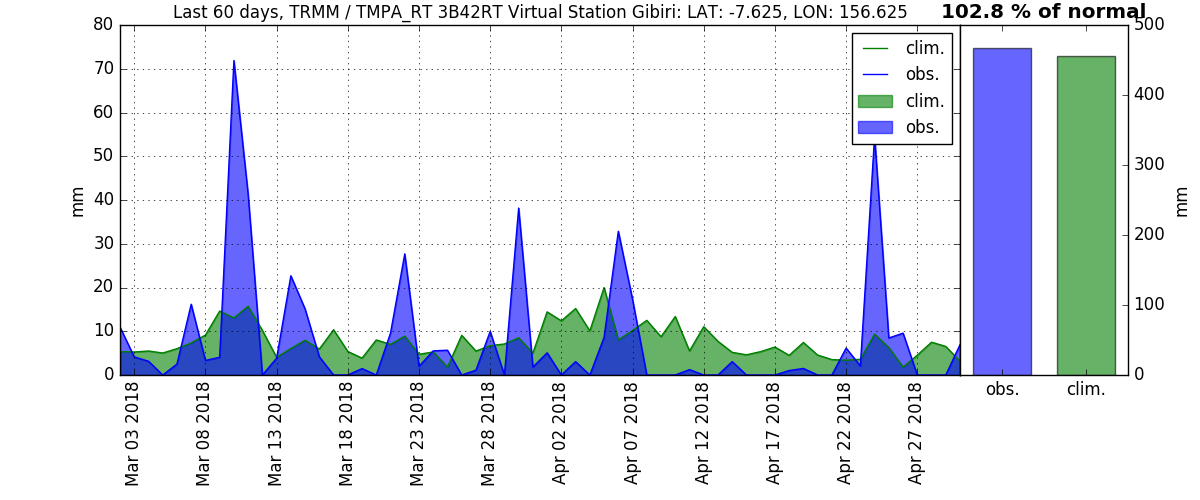 Last 60 days, TRMM / TMPA_RT 3B42RT Virtual Station Gibiri: LAT: -7.625, LON: 156.625
102.8 % of normal
80
70
60
50
40
30
20
10
0
mm
clim.
obs.
clim.
obs.
500
400
300
200
100
0
mm
obs.
clim.
Mar 03 2018
Mar 08 2018
Mar 13 2018
Mar 18 2018
Mar 23 2018
Mar 28 2018
Apr 02 2018
Apr 07 2018
Apr 12 2018
Apr 17 2018
Apr 22 2018
Apr 27 2018